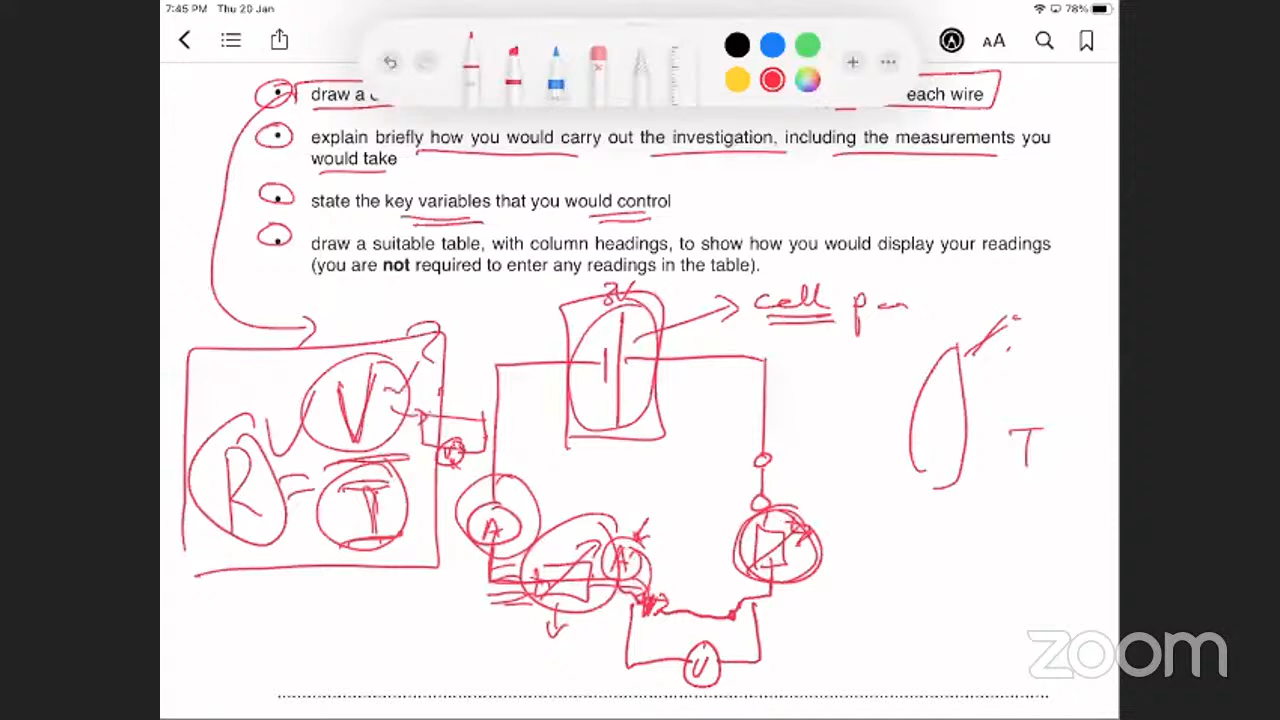 7:45 PM Thu 20 Jan
78%
AA
draw a
each wire
explain briefly how you would carry out the investigation, including the measurements you
would take
state the key variables that you would control
draw a suitable table, with column headings, to show how you would display your readings
(you are not required to enter any readings in the table).
3V
cell
V
R = I
V
A
A
V
T
zoom